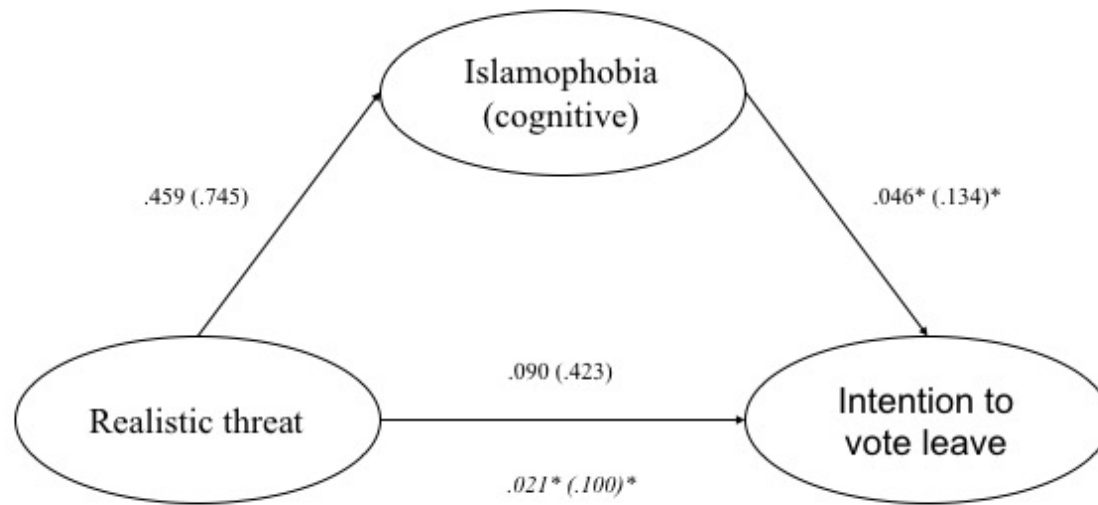 Islamophobia
(cognitive)
.459 (.745)
.046* (.134)*
Realistic threat
.090 (.423)
Intention to
vote leave
.021* (.100)*